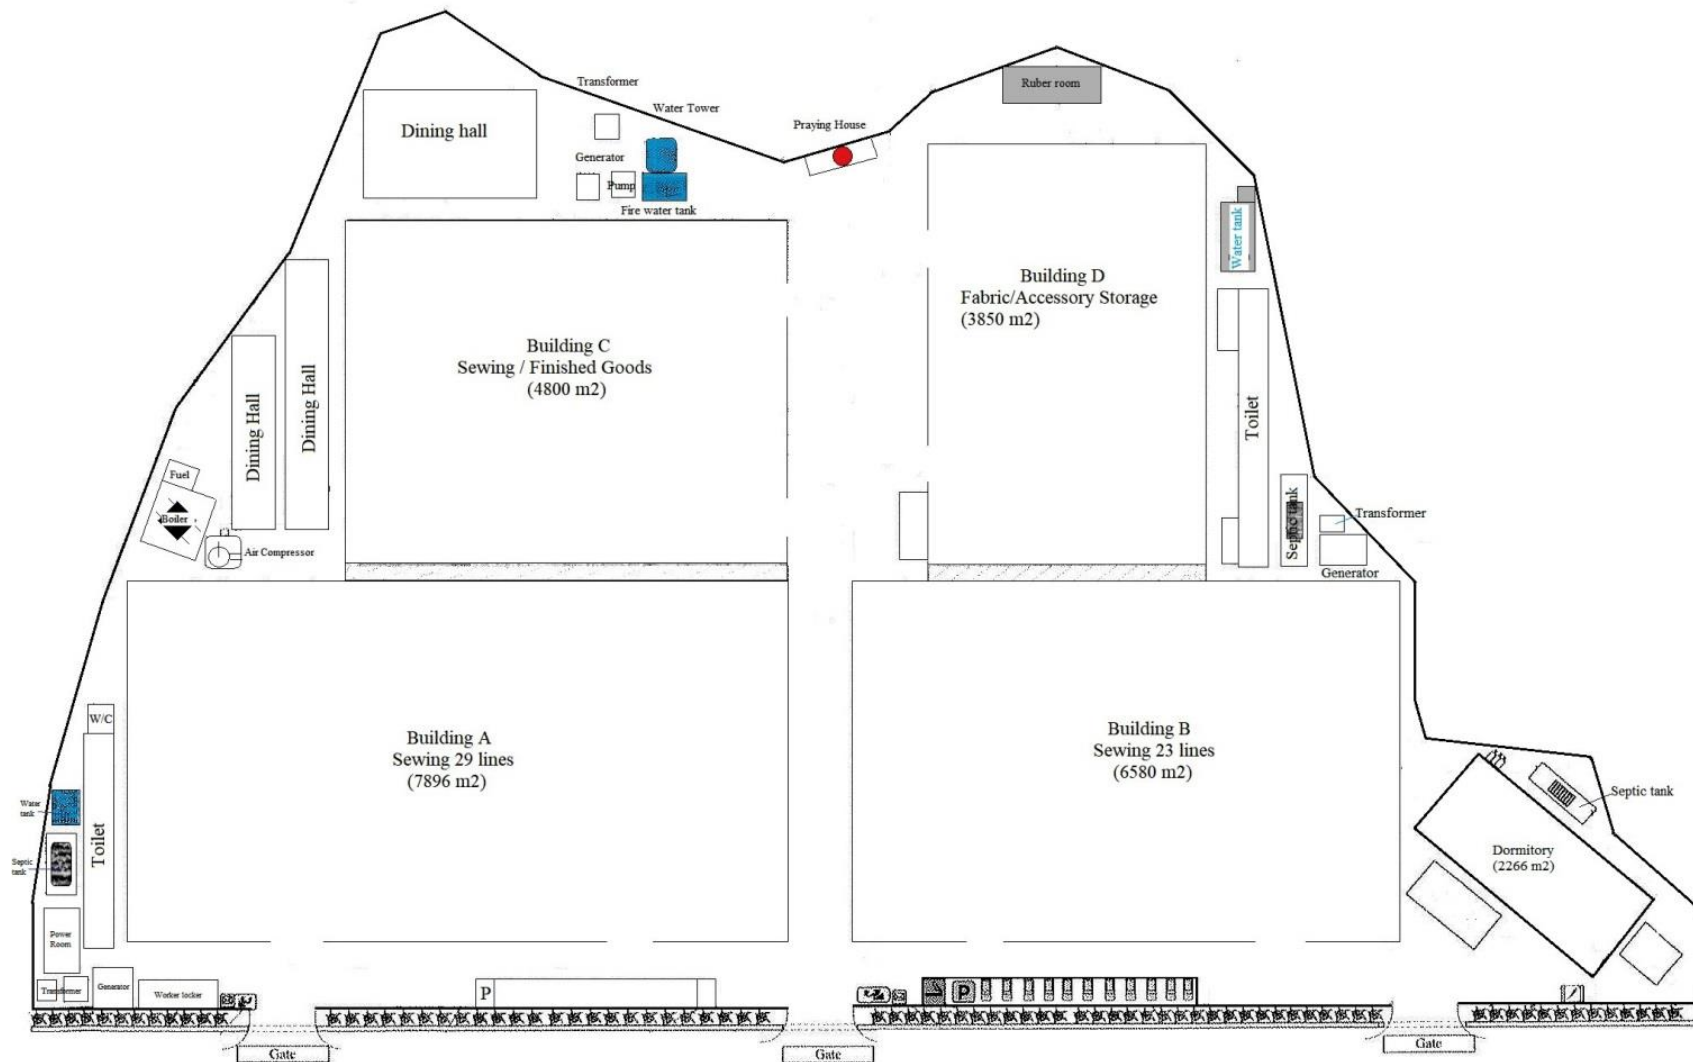 Transformer
Water Tower
Ruber room
Praying House
Dining hall
Generator
Pump
Fire water tank
Water tank
Building D
Fabric/Accessory Storage
(3850 m2)
Building C
Sewing / Finished Goods
(4800 m2)
Dining Hall
Dining Hall
Toilet
Fuel
Boiler
Air Compressor
Septic tank
Transformer
Generator
W/C
Building A
Sewing 29 lines
(7896 m2)
Building B
Sewing 23 lines
(6580 m2)
Water
tank
Toilet
Septic
tank
Septic tank
Dormitory
(2266 m2)
Power
Room
Transformer
Generator
Worker locker
P
P
Gate
Gate
Gate